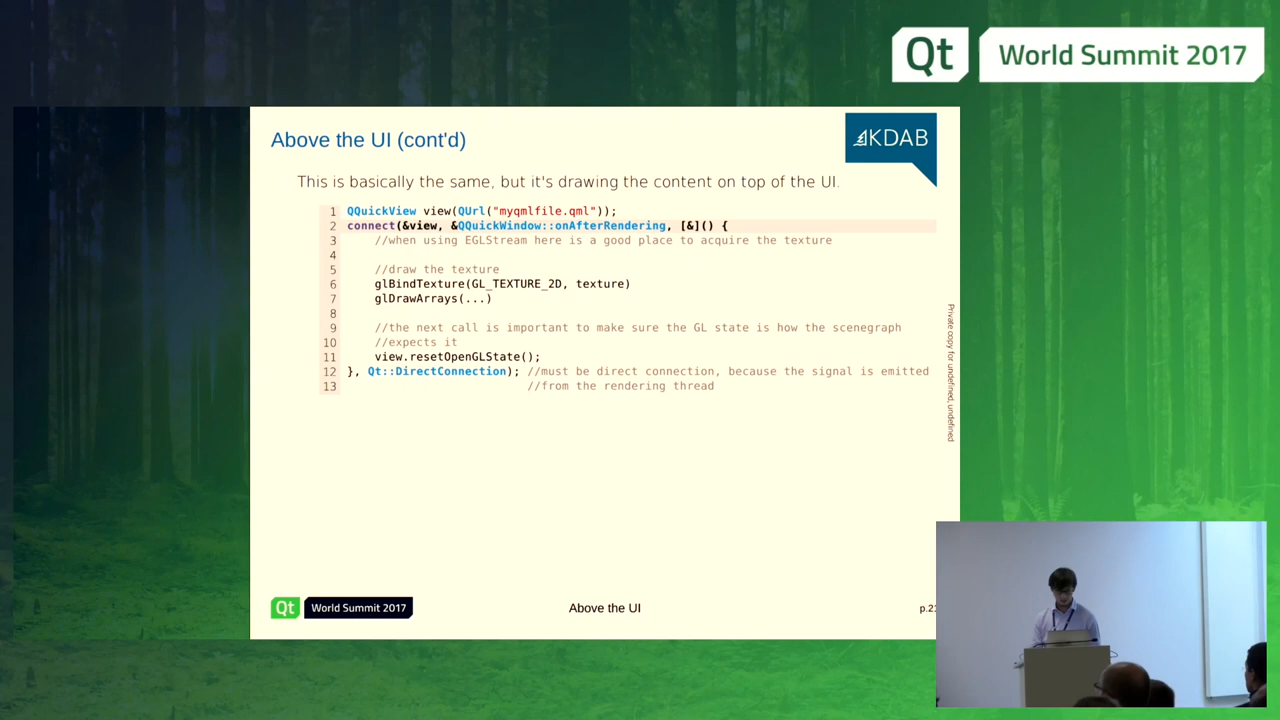 Qt World Summit 2017
Above the UI (cont'd)
KDAB
This is basically the same, but it's drawing the content on top of the UI.
1 QQuickView view(QUrl("myqmlfile.qml"));
2 connect(&view, &QQuickWindow::onAfterRendering, [&]() {
3 //when using EGLStream here is a good place to acquire the texture
4
5 //draw the texture
6 glBindTexture(GL_TEXTURE_2D, texture)
7 glDrawArrays(...)
8
9 //the next call is important to make sure the GL state is how the scenegraph
10 //expects it
11 view.resetOpenGLState();
12 }, Qt::DirectConnection); //must be direct connection, because the signal is emitted
13 //from the rendering thread
Private copy for undefined, undefined
Qt World Summit 2017
Above the UI